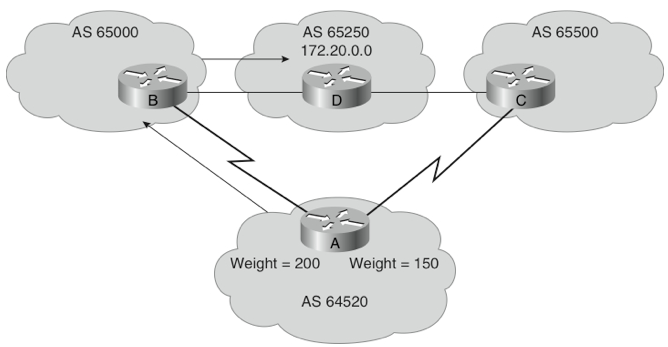 AS 65000
AS 65250
172.20.0.0
AS 65500
B
D
C
A
Weight = 200
Weight = 150
AS 64520